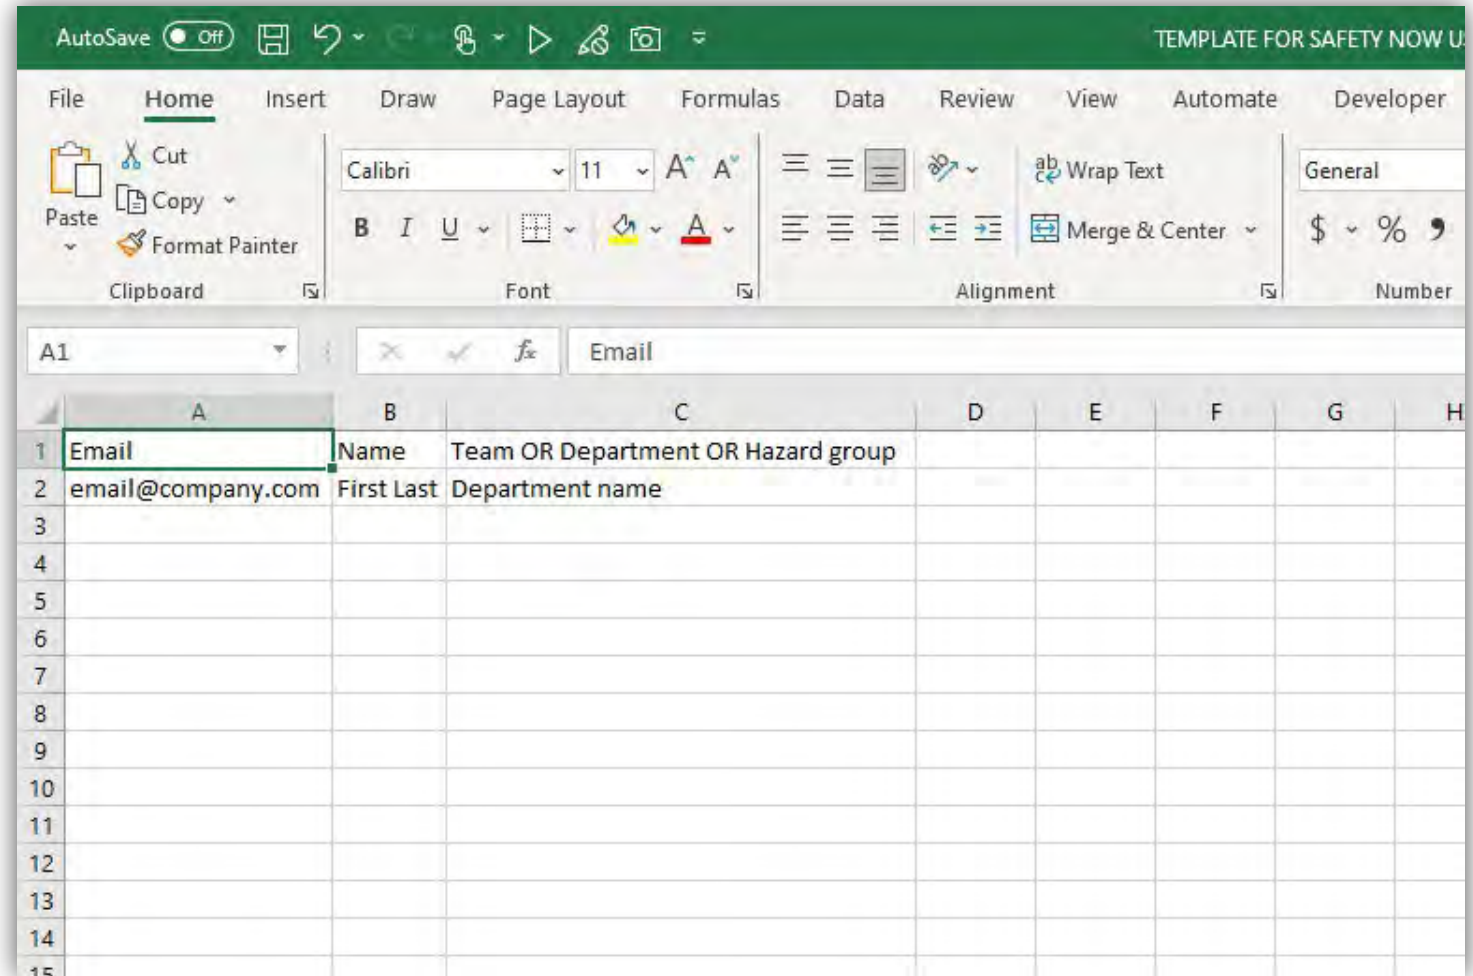 AutoSave Off TEMPLATE FOR SAFETY NOW U
File Home Insert Draw Page Layout Formulas Data Review View Automate Developer
Paste
Cut
Copy
Format Painter
Clipboard
Calibri 11 A A
B I U A
Font
ab Wrap Text
Merge & Center
Alignment
General
$ % ,
Number
A1 fx Email
A B C D E F G H
1 Email Name Team OR Department OR Hazard group
2 email@company.com First Last Department name
3
4
5
6
7
8
9
10
11
12
13
14
15